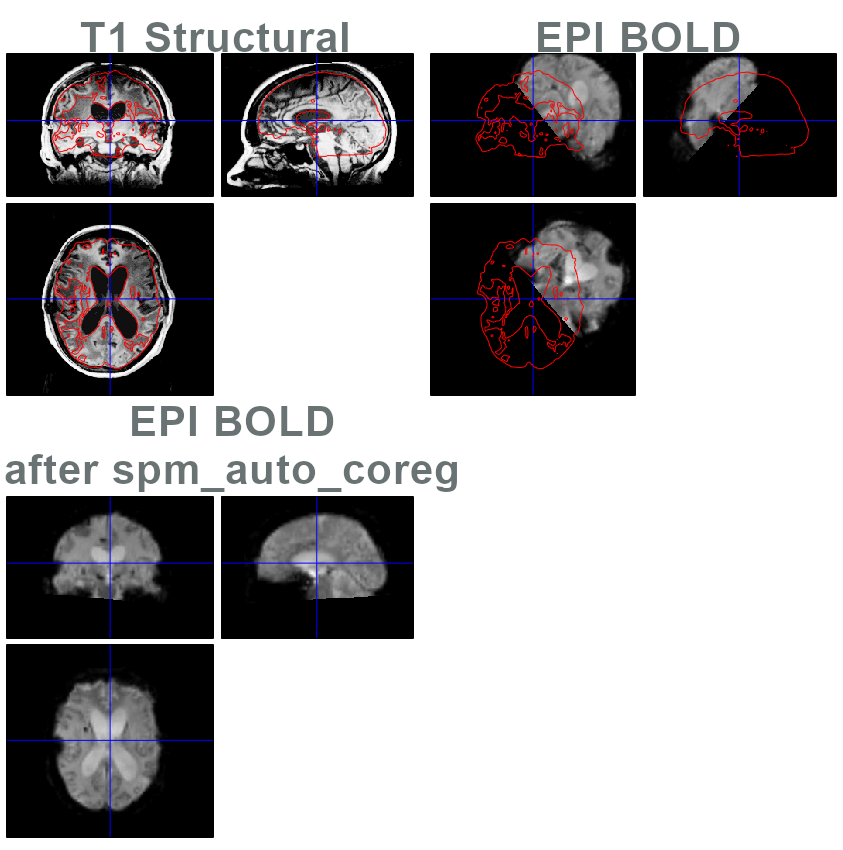 T1 Structural
EPI BOLD
EPI BOLD
after spm_auto_coreg